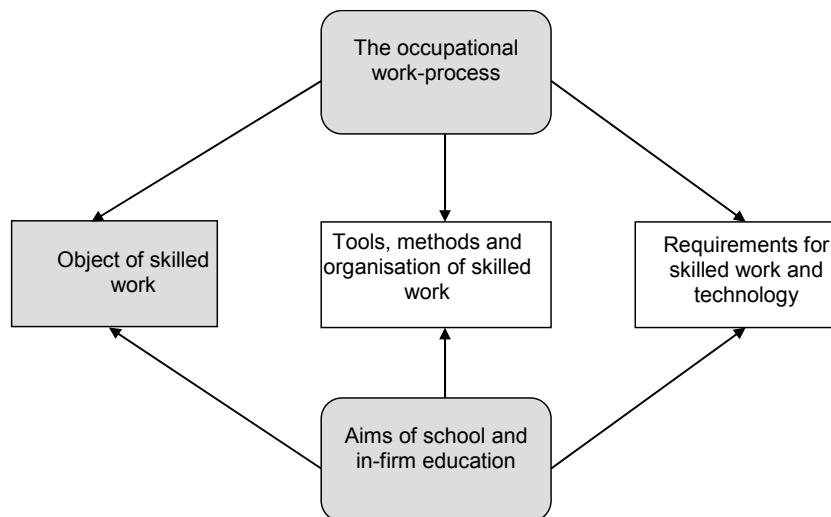 The occupational
work-process
Object of skilled
work
Tools, methods and
organisation of skilled
work
Requirements for
skilled work and
technology
Aims of school and
in-firm education